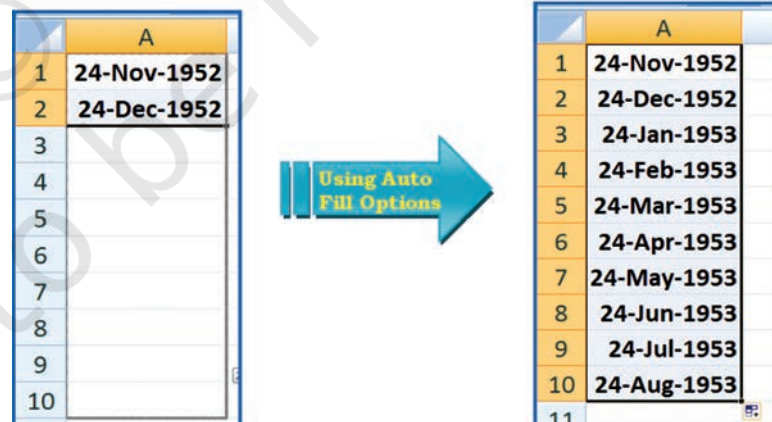 A
1 24-Nov-1952
2 24-Dec-1952
3
4
5
6
7
8
9
10
Using Auto
Fill Options
A
1 24-Nov-1952
2 24-Dec-1952
3 24-Jan-1953
4 24-Feb-1953
5 24-Mar-1953
6 24-Apr-1953
7 24-May-1953
8 24-Jun-1953
9 24-Jul-1953
10 24-Aug-1953
11
to be r